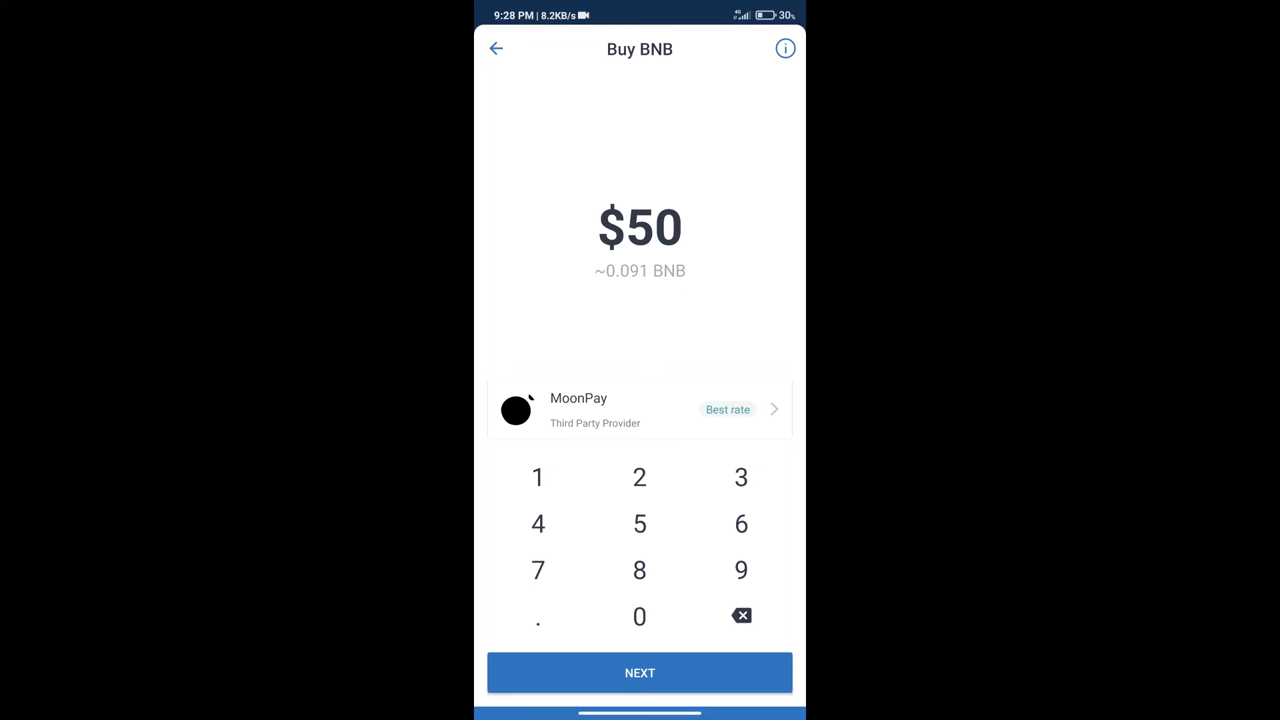 9:28 PM | 8.2KB/s 4G 30%
Buy BNB
$50
~0.091 BNB
MoonPay
Best rate
Third Party Provider
1 2 3
4 5 6
7 8 9
. 0
NEXT